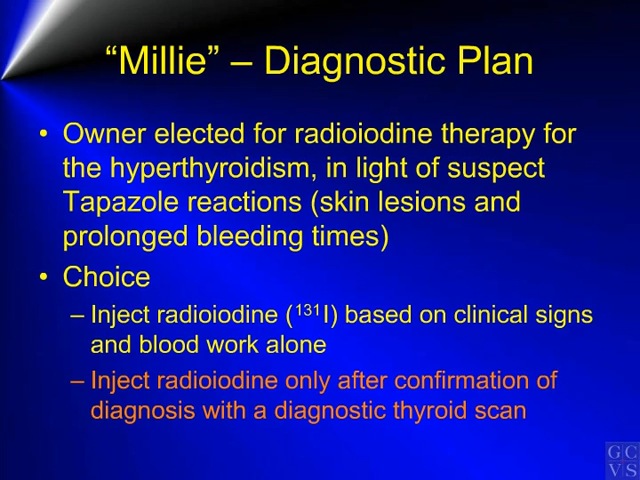 “Millie” – Diagnostic Plan
• Owner elected for radioiodine therapy for
the hyperthyroidism, in light of suspect
Tapazole reactions (skin lesions and
prolonged bleeding times)
• Choice
– Inject radioiodine (¹³¹I) based on clinical signs
and blood work alone
– Inject radioiodine only after confirmation of
diagnosis with a diagnostic thyroid scan
GC
VS